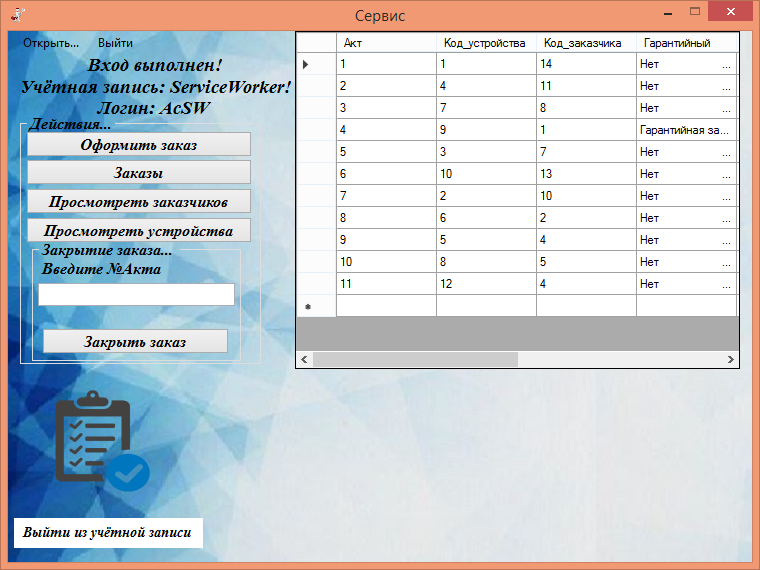 Сервис
Открыть... Выйти
Вход выполнен!
Учётная запись: ServiceWorker!
Логин: AcSW
Действия...
Оформить заказ
Заказы
Просмотреть заказчиков
Просмотреть устройства
Закрытие заказа...
Введите №Акта
Закрыть заказ
Выйти из учётной записи
Акт Код_устройства Код_заказчика Гарантийный
1 1 14 Нет ...
2 4 11 Нет ...
3 7 8 Нет ...
4 9 1 Гарантийная за...
5 3 7 Нет ...
6 10 13 Нет ...
7 2 10 Нет ...
8 6 2 Нет ...
9 5 4 Нет ...
10 8 5 Нет ...
11 12 4 Нет ...